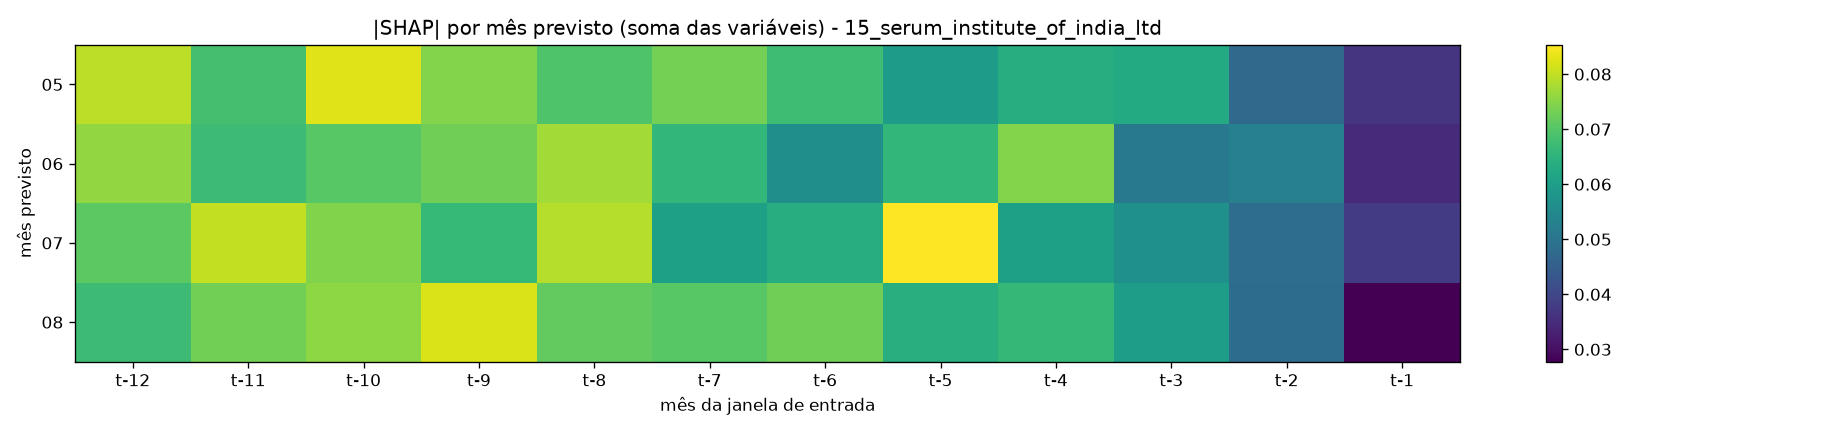 |SHAP| por mês previsto (soma das variáveis) - 15_serum_institute_of_india_ltd
mês previsto
05
06
07
08
t-12 t-11 t-10 t-9 t-8 t-7 t-6 t-5 t-4 t-3 t-2 t-1
mês da janela de entrada
0.08
0.07
0.06
0.05
0.04
0.03